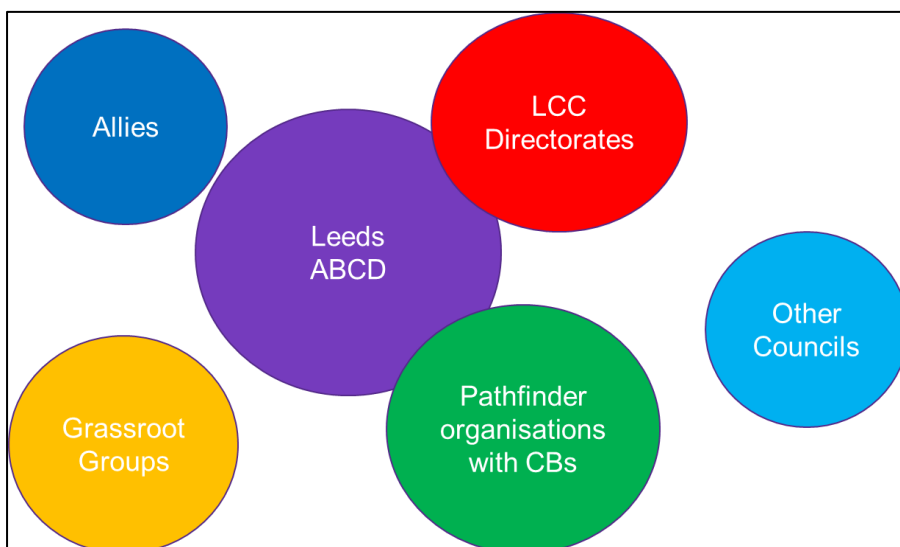 Allies
LCC
Directorates
Leeds
ABCD
Other
Councils
Grassroot
Groups
Pathfinder
organisations
with CBs